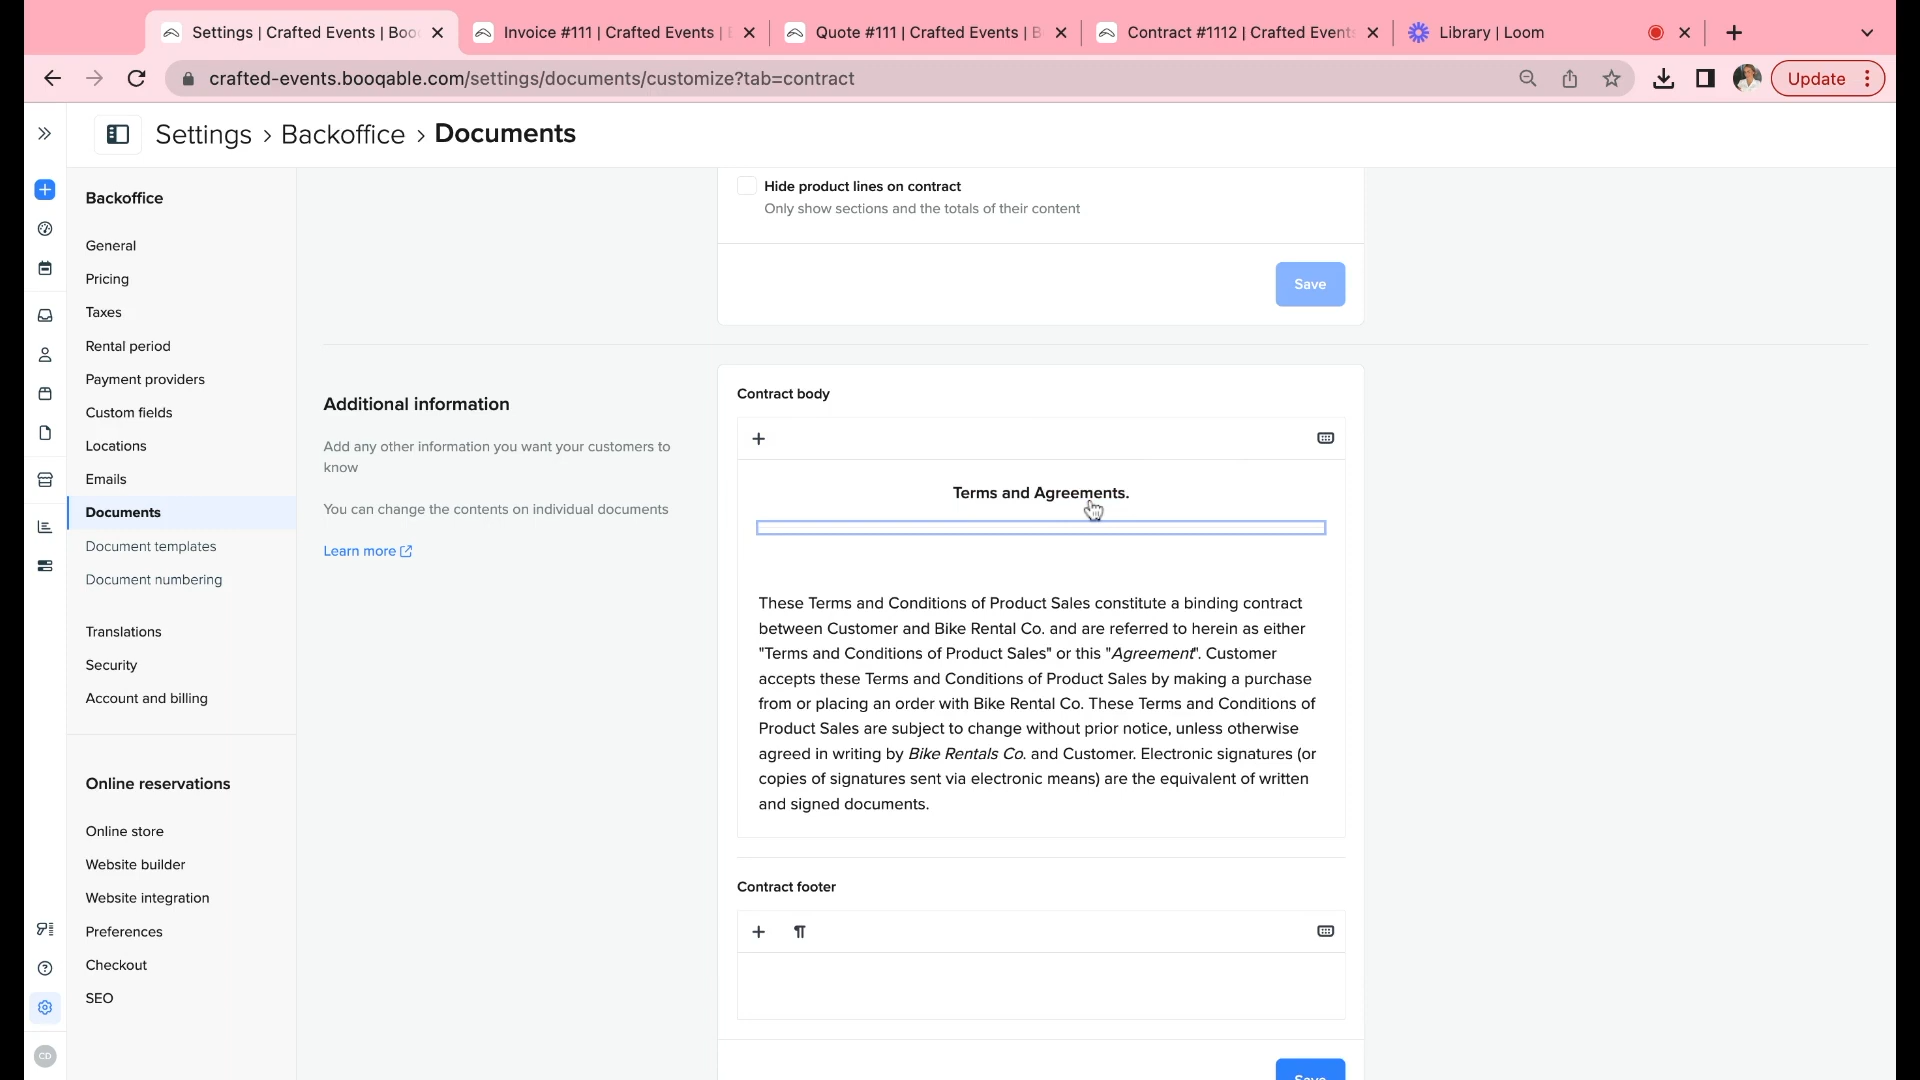 Settings | Crafted Events | Boo
Invoice #111 | Crafted Events |
Quote #111 | Crafted Events | B
Contract #1112 | Crafted Events
Library | Loom
crafted-events.booqable.com/settings/documents/customize?tab=contract
Update
Settings › Backoffice › Documents
Backoffice
General
Pricing
Taxes
Rental period
Payment providers
Custom fields
Locations
Emails
Documents
Document templates
Document numbering
Translations
Security
Account and billing
Online reservations
Online store
Website builder
Website integration
Preferences
Checkout
SEO
CD
Hide product lines on contract
Only show sections and the totals of their content
Save
Additional information
Add any other information you want your customers to
know
You can change the contents on individual documents
Learn more
Contract body
Terms and Agreements.
These Terms and Conditions of Product Sales constitute a binding contract
between Customer and Bike Rental Co. and are referred to herein as either
"Terms and Conditions of Product Sales" or this "Agreement". Customer
accepts these Terms and Conditions of Product Sales by making a purchase
from or placing an order with Bike Rental Co. These Terms and Conditions of
Product Sales are subject to change without prior notice, unless otherwise
agreed in writing by Bike Rentals Co. and Customer. Electronic signatures (or
copies of signatures sent via electronic means) are the equivalent of written
and signed documents.
Contract footer
Save